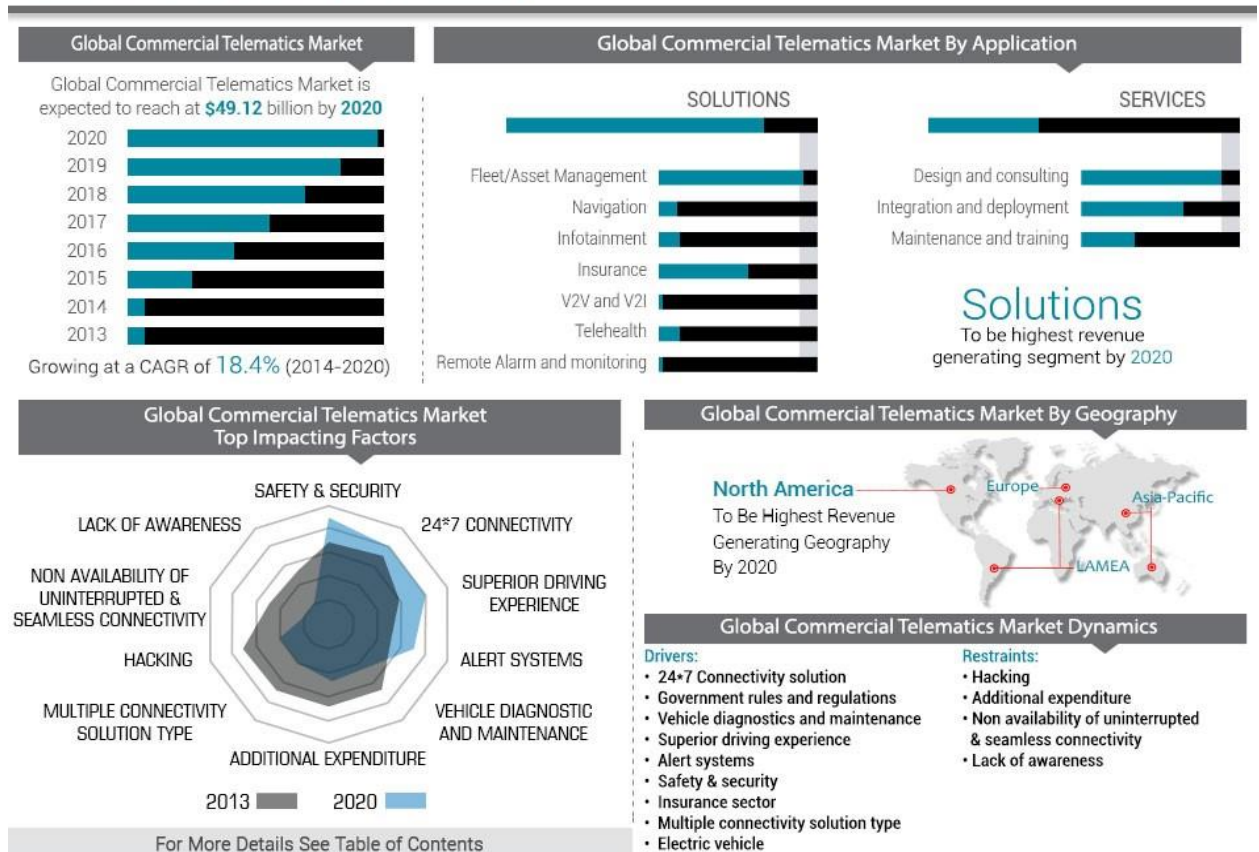 Global Commercial Telematics Market
Global Commercial Telematics Market is
expected to reach at $49.12 billion by 2020
2020
2019
2018
2017
2016
2015
2014
2013
Growing at a CAGR of 18.4% (2014-2020)
Global Commercial Telematics Market By Application
SOLUTIONS
Fleet/Asset Management
Navigation
Infotainment
Insurance
V2V and V2I
Telehealth
Remote Alarm and monitoring
SERVICES
Design and consulting
Integration and deployment
Maintenance and training
Solutions
To be highest revenue
generating segment by 2020
Global Commercial Telematics Market
Top Impacting Factors
SAFETY & SECURITY
24*7 CONNECTIVITY
SUPERIOR DRIVING
EXPERIENCE
ALERT SYSTEMS
VEHICLE DIAGNOSTIC
AND MAINTENANCE
ADDITIONAL EXPENDITURE
MULTIPLE CONNECTIVITY
SOLUTION TYPE
HACKING
NON AVAILABILITY OF
UNINTERRUPTED &
SEAMLESS CONNECTIVITY
LACK OF AWARENESS
2013
2020
For More Details See Table of Contents
Global Commercial Telematics Market By Geography
North America
To Be Highest Revenue
Generating Geography
By 2020
Europe
Asia-Pacific
LAMEA
Global Commercial Telematics Market Dynamics
Drivers:
• 24*7 Connectivity solution
• Government rules and regulations
• Vehicle diagnostics and maintenance
• Superior driving experience
• Alert systems
• Safety & security
• Insurance sector
• Multiple connectivity solution type
• Electric vehicle
Restraints:
• Hacking
• Additional expenditure
• Non availability of uninterrupted
& seamless connectivity
• Lack of awareness